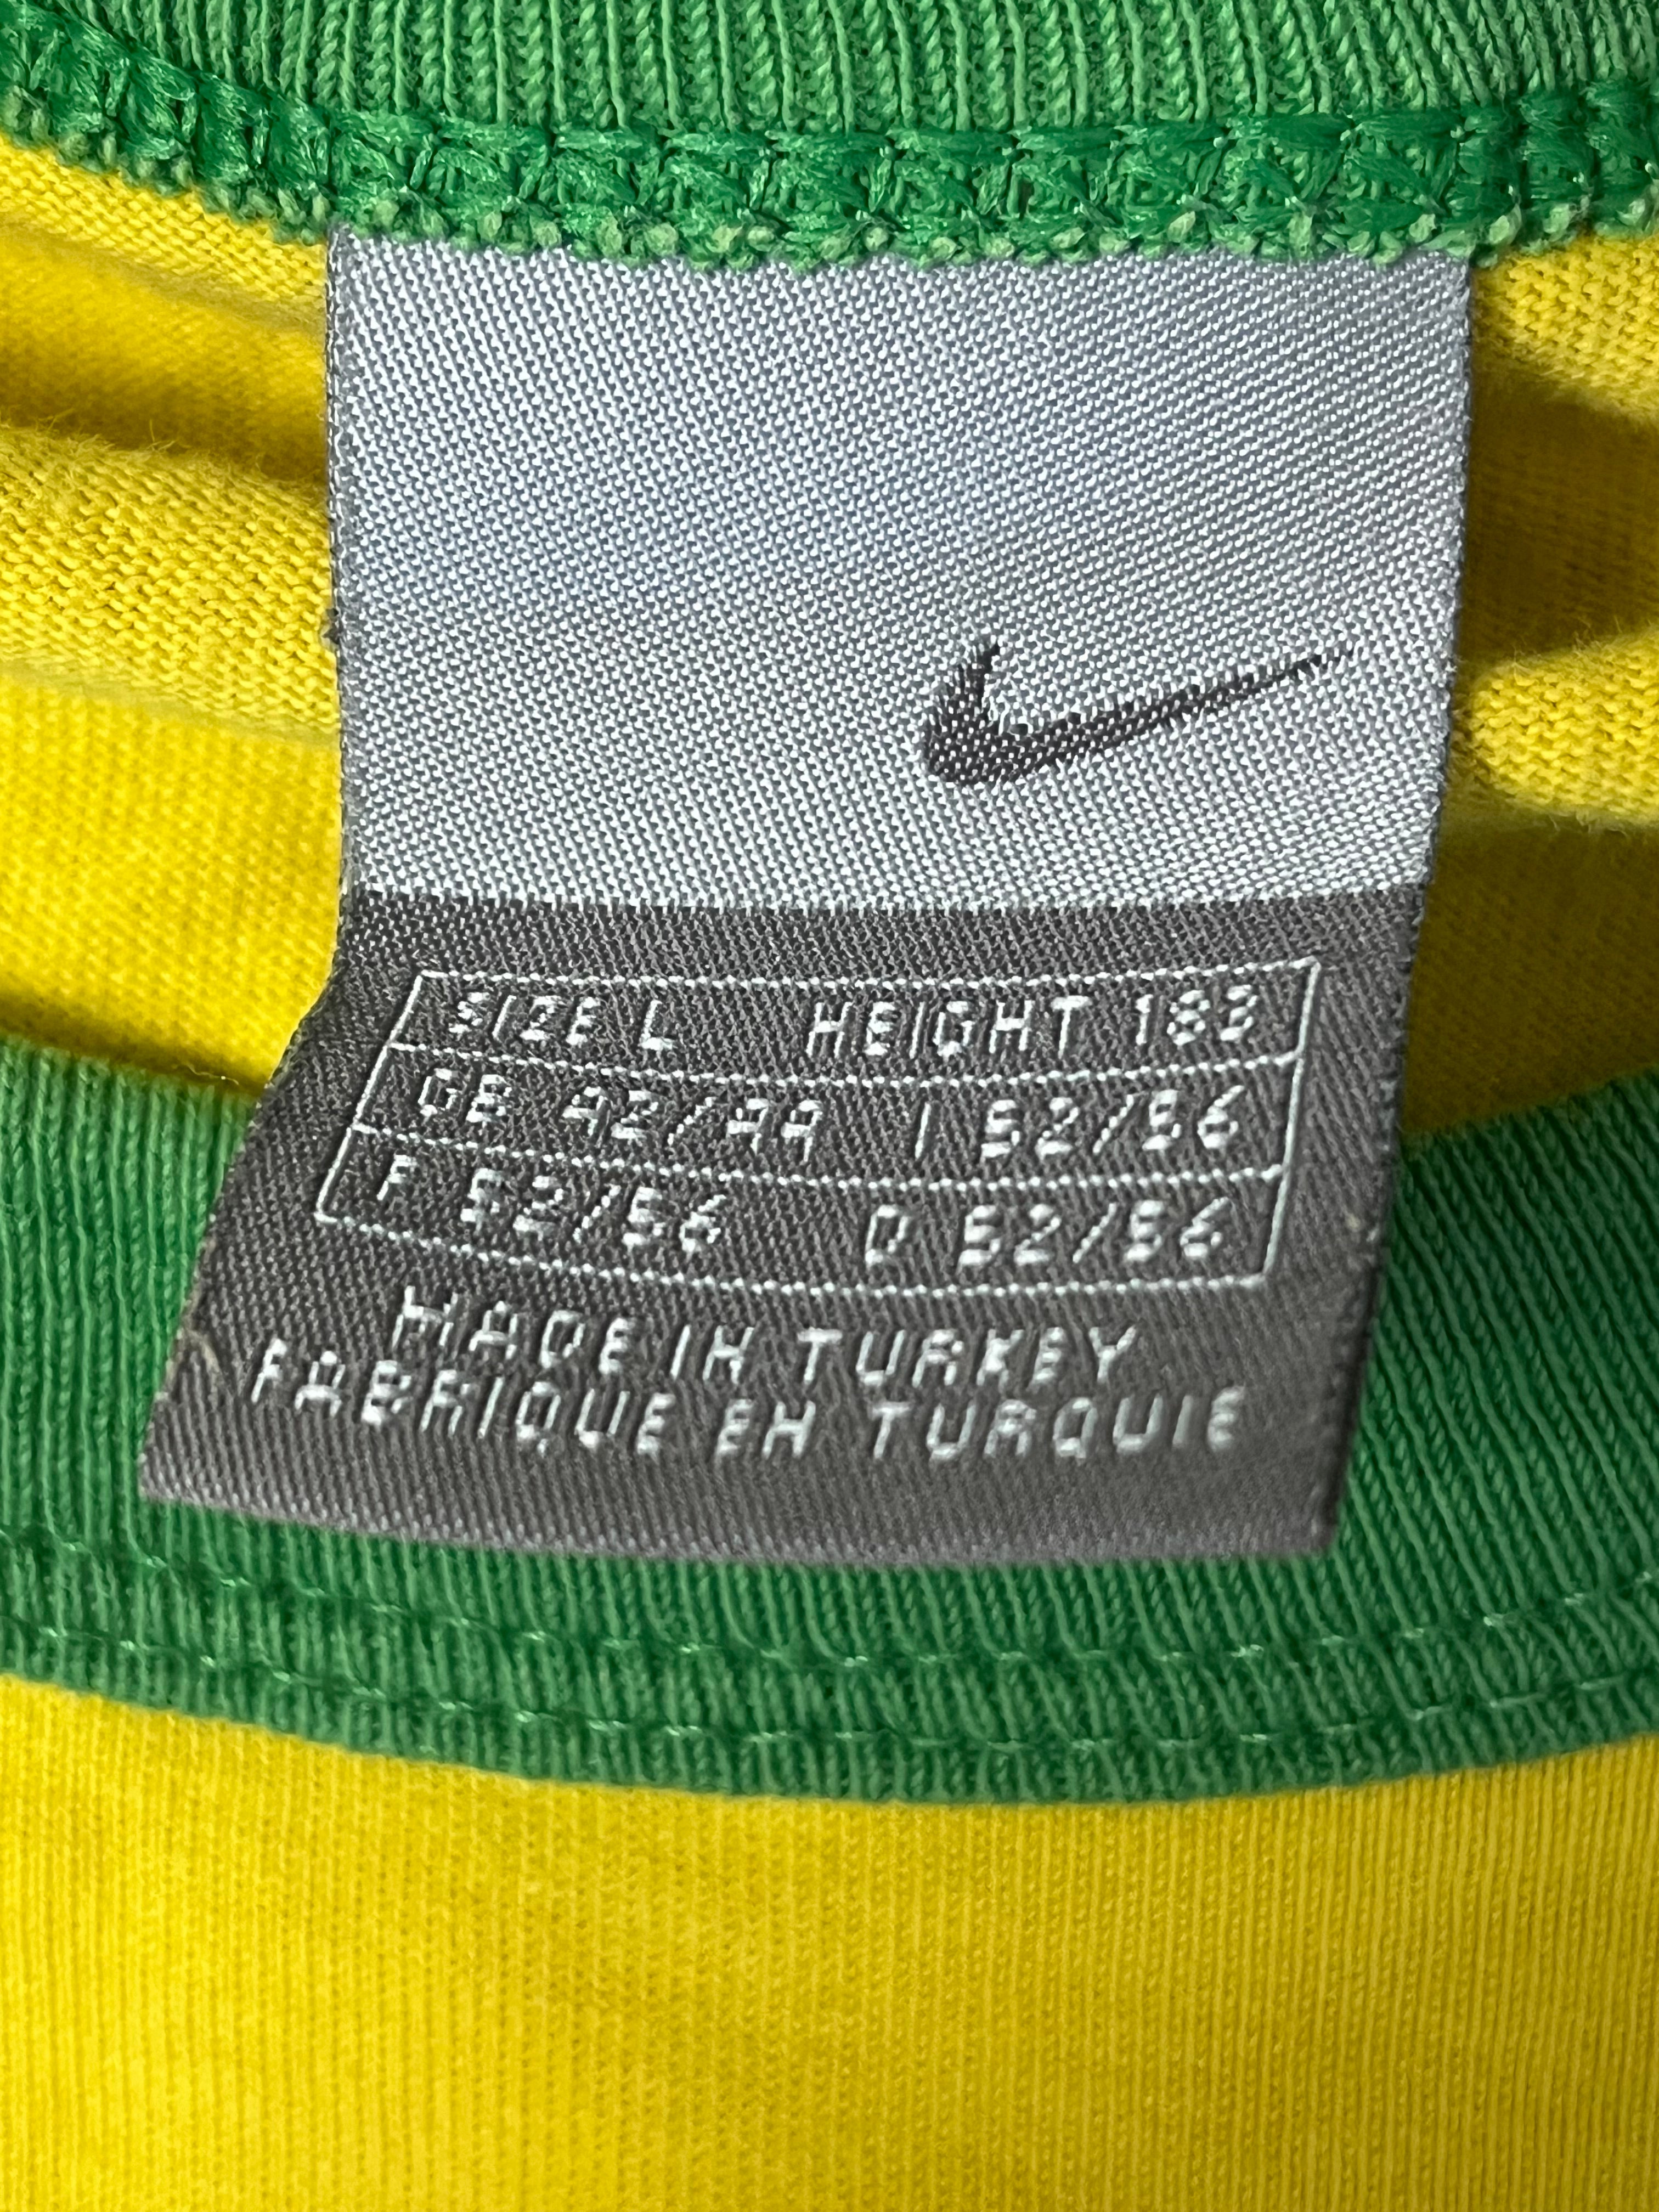 SIZE L HEIGHT 183
GB 42/44 I 52/56
F 52/56 D 52/56
MADE IN TURKEY
FABRIQUE EN TURQUIE